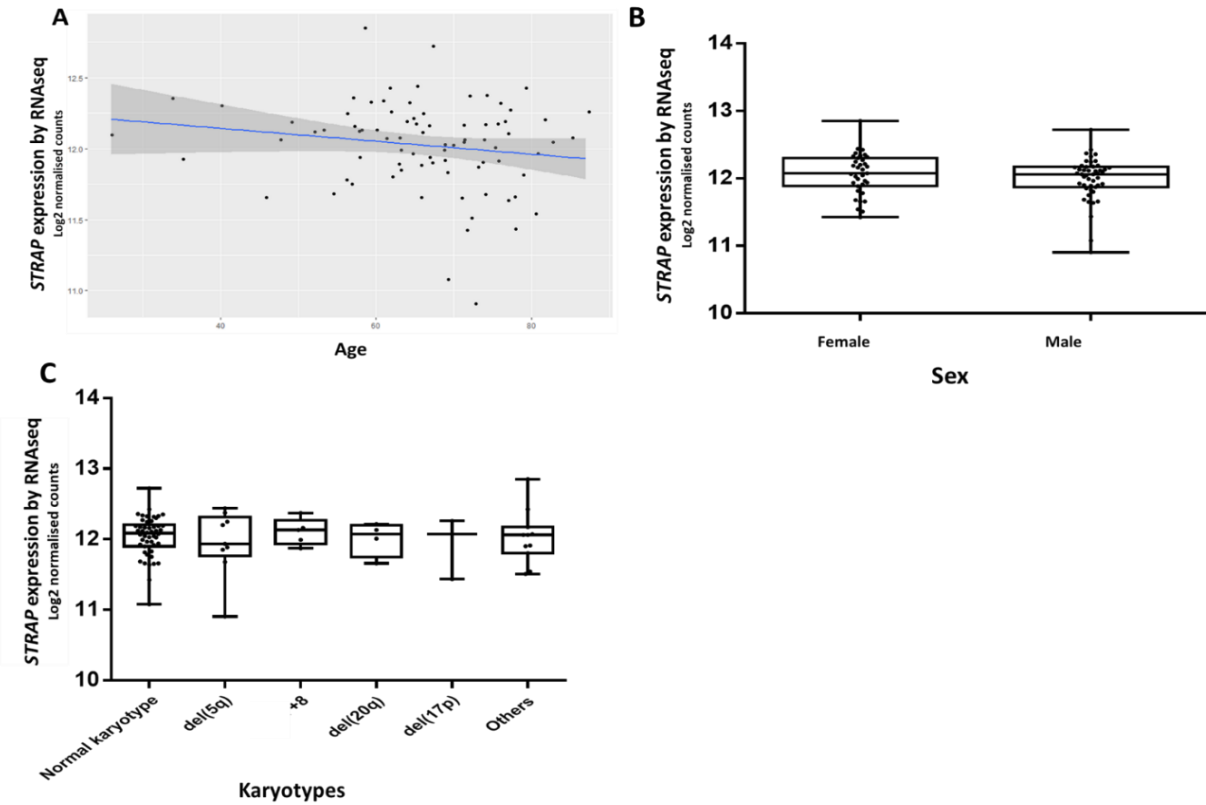 A
STRAP expression by RNAseq
Log2 normalised counts
12.5
12.0
11.5
11.0
40
60
80
Age
B
STRAP expression by RNAseq
Log2 normalised counts
14
13
12
11
10
Female
Male
Sex
C
STRAP expression by RNAseq
Log2 normalised counts
14
13
12
11
10
Normal karyotype
del(5q)
+8
del(20q)
del(17p)
Others
Karyotypes